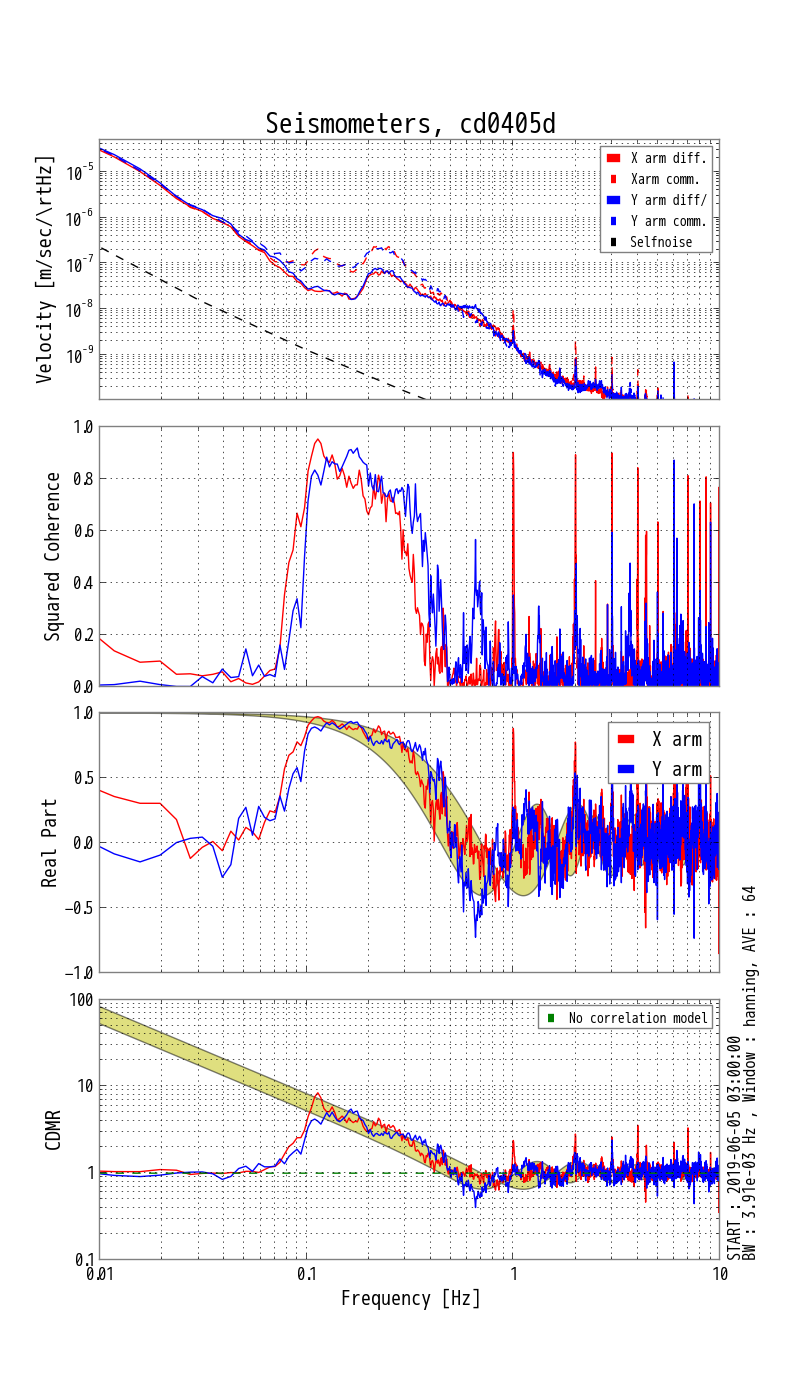 Seismometers, cd0405d
Velocity [m/sec/\rtHz]
10^-5
10^-6
10^-7
10^-8
10^-9
X arm diff.
Xarm comm.
Y arm diff/
Y arm comm.
Selfnoise
Squared Coherence
1.0
0.8
0.6
0.4
0.2
0.0
Real Part
1.0
0.5
0.0
−0.5
−1.0
X arm
Y arm
CDMR
100
10
1
0.1
No correlation model
0.01
0.1
1
10
Frequency [Hz]
START : 2019-06-05 03:00:00
BW : 3.91e-03 Hz , Window : hanning, AVE : 64